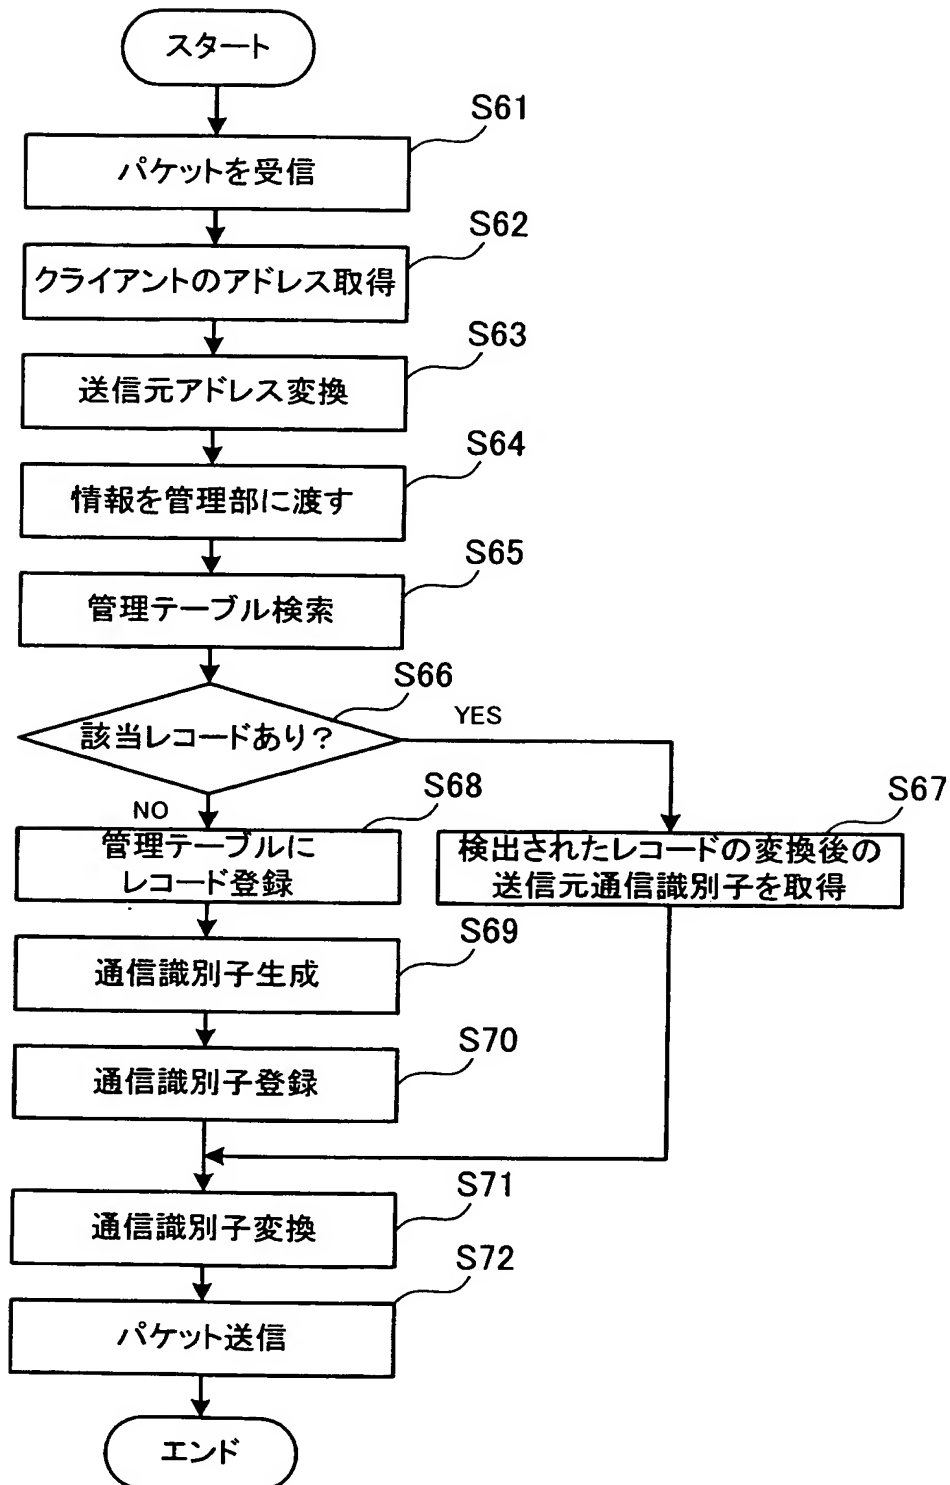 スタート
S61
パケットを受信
S62
クライアントのアドレス取得
S63
送信元アドレス変換
S64
情報を管理部に渡す
S65
管理テーブル検索
S66
該当レコードあり？
YES
NO
S68
管理テーブルに
レコード登録
S67
検出されたレコードの変換後の
送信元通信識別子を取得
S69
通信識別子生成
S70
通信識別子登録
S71
通信識別子変換
S72
パケット送信
エンド